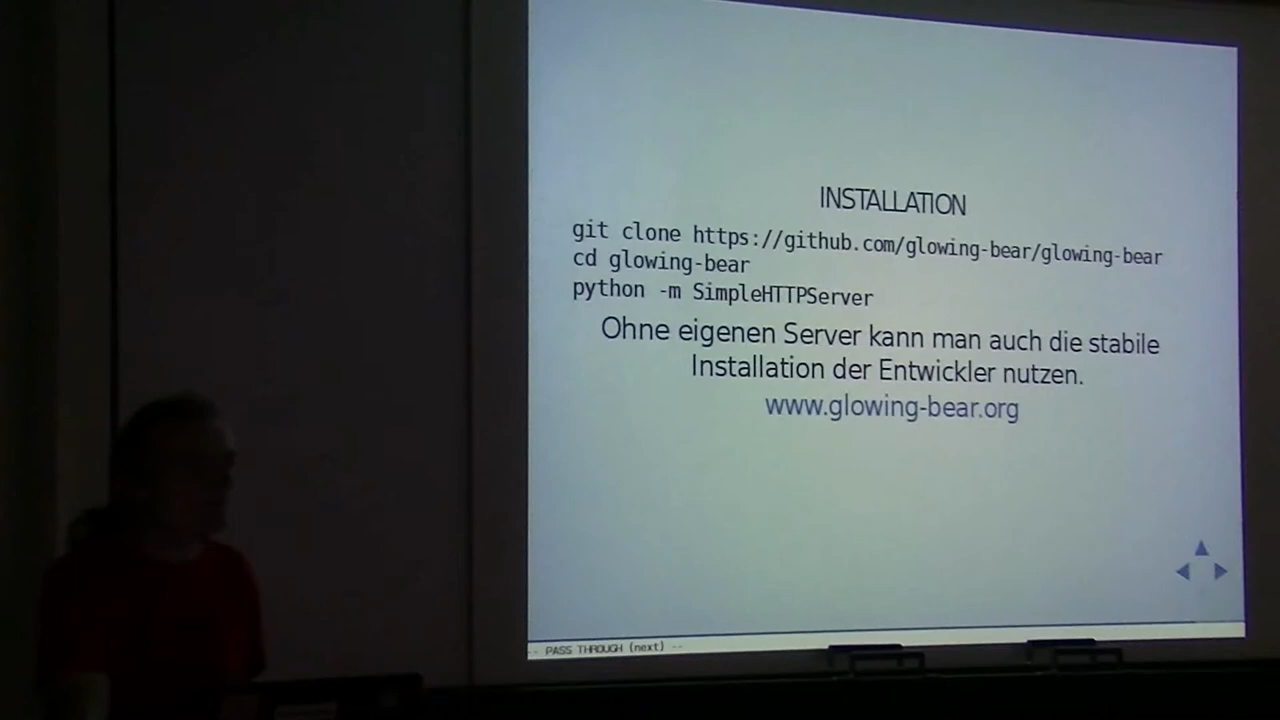 INSTALLATION
git clone https://github.com/glowing-bear/glowing-bear
cd glowing-bear
python -m SimpleHTTPServer
Ohne eigenen Server kann man auch die stabile
Installation der Entwickler nutzen.
www.glowing-bear.org
-- PASS THROUGH (next) --